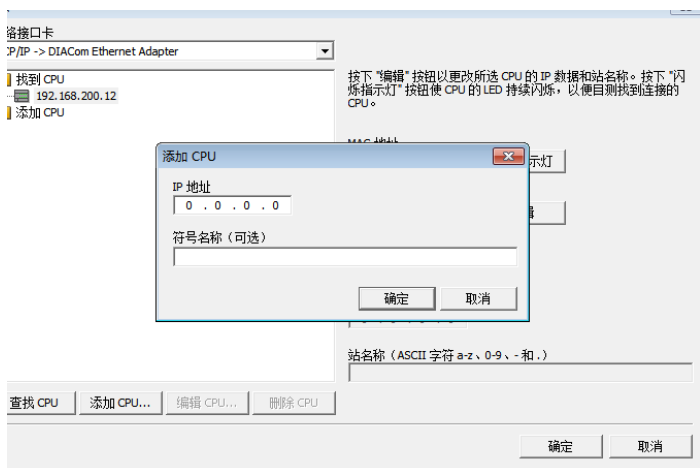 络接口卡
CP/IP -> DIACom Ethernet Adapter
找到 CPU
192.168.200.12
添加 CPU
按下 "编辑" 按钮以更改所选 CPU 的 IP 数据和站名称。按下 "闪
烁指示灯" 按钮使 CPU 的 LED 持续闪烁，以便目测找到连接的
CPU。
MAC 地址
示灯
添加 CPU
IP 地址
0 . 0 . 0 . 0
符号名称（可选）
确定 取消
站名称（ASCII 字符 a-z、0-9、- 和 .）
查找 CPU 添加 CPU... 编辑 CPU... 删除 CPU
确定 取消